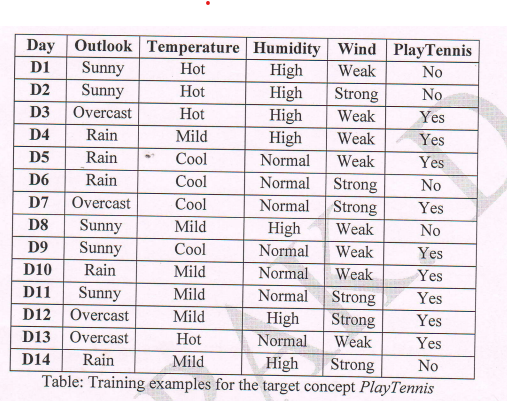 Day Outlook Temperature Humidity Wind PlayTennis
D1 Sunny Hot High Weak No
D2 Sunny Hot High Strong No
D3 Overcast Hot High Weak Yes
D4 Rain Mild High Weak Yes
D5 Rain Cool Normal Weak Yes
D6 Rain Cool Normal Strong No
D7 Overcast Cool Normal Strong Yes
D8 Sunny Mild High Weak No
D9 Sunny Cool Normal Weak Yes
D10 Rain Mild Normal Weak Yes
D11 Sunny Mild Normal Strong Yes
D12 Overcast Mild High Strong Yes
D13 Overcast Hot Normal Weak Yes
D14 Rain Mild High Strong No
Table: Training examples for the target concept PlayTennis